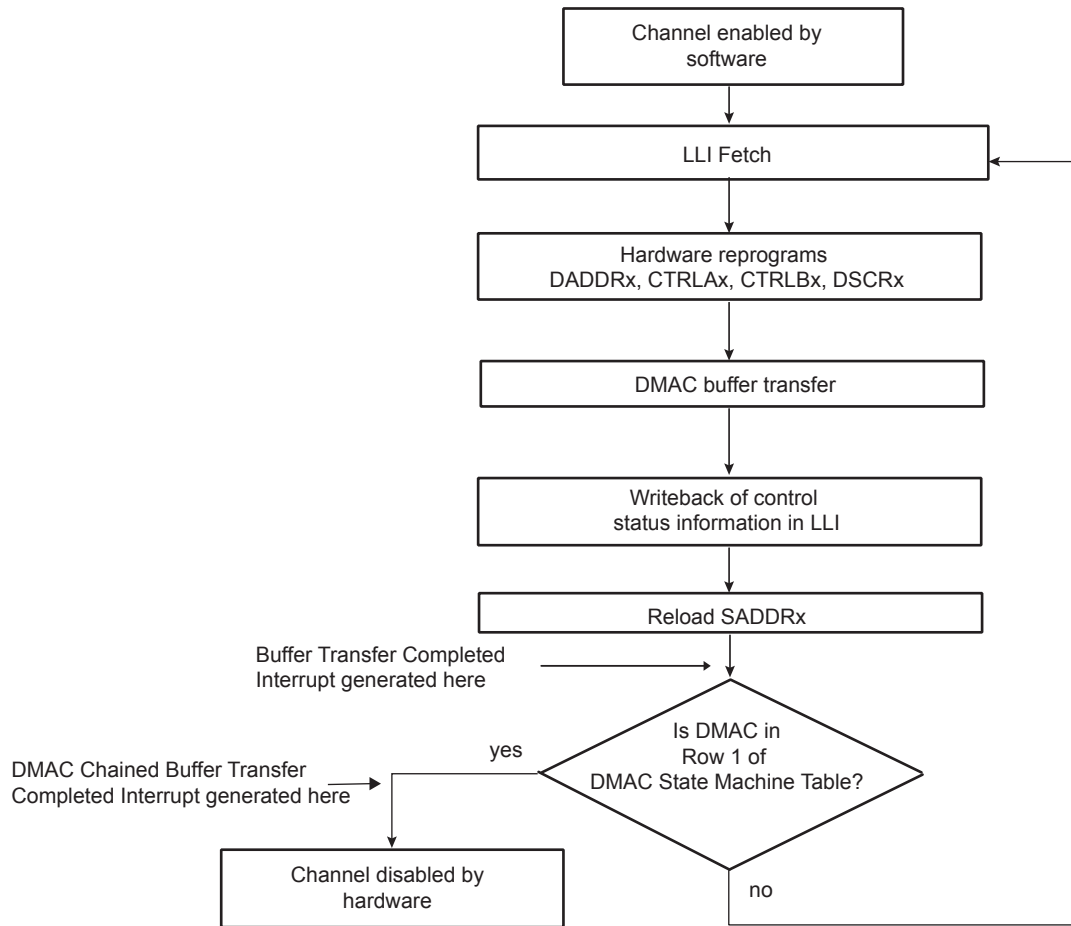 Channel enabled by
software
LLI Fetch
Hardware reprograms
DADDRx, CTRLAx, CTRLBx, DSCRx
DMAC buffer transfer
Writeback of control
status information in LLI
Reload SADDRx
Buffer Transfer Completed
Interrupt generated here
Is DMAC in
Row 1 of
DMAC State Machine Table?
yes
DMAC Chained Buffer Transfer
Completed Interrupt generated here
Channel disabled by
hardware
no